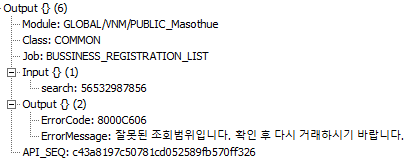 Output {} (6)
Module: GLOBAL/VNM/PUBLIC_Masothue
Class: COMMON
Job: BUSSINESS_REGISTRATION_LIST
Input {} (1)
search: 56532987856
Output {} (2)
ErrorCode: 8000C606
ErrorMessage: 잘못된 조회범위입니다. 확인 후 다시 거래하시기 바랍니다.
API_SEQ: c43a8197c50781cd052589fb570ff326